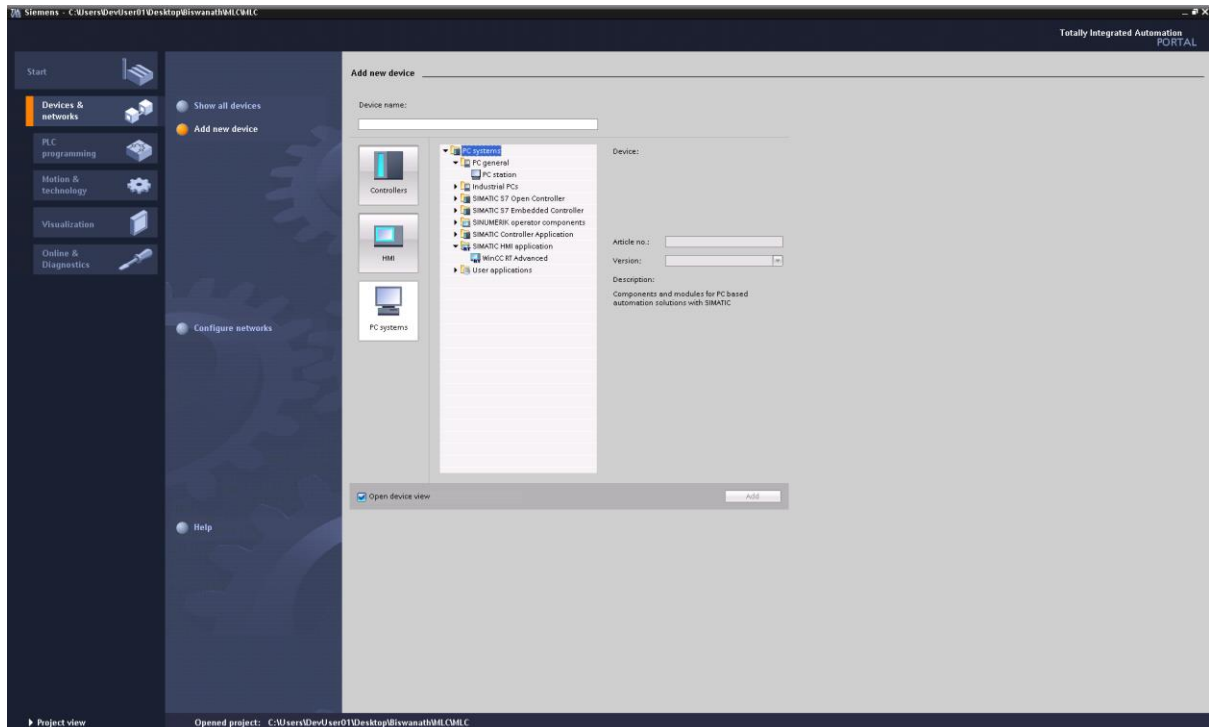 Siemens - C:\Users\DevUser01\Desktop\Biswanath\MLC\MLC
Totally Integrated Automation
PORTAL
Start
Devices &
networks
PLC
programming
Motion &
technology
Visualization
Online &
Diagnostics
Show all devices
Add new device
Configure networks
Help
Add new device
Device name:
Controllers
HMI
PC systems
PC systems
PC general
PC station
Industrial PCs
SIMATIC S7 Open Controller
SIMATIC S7 Embedded Controller
SINUMERIK operator components
SIMATIC Controller Application
SIMATIC HMI application
WinCC RT Advanced
User applications
Device:
Article no.:
Version:
Description:
Components and modules for PC based
automation solutions with SIMATIC
Open device view
Add
Project view
Opened project: C:\Users\DevUser01\Desktop\Biswanath\MLC\MLC